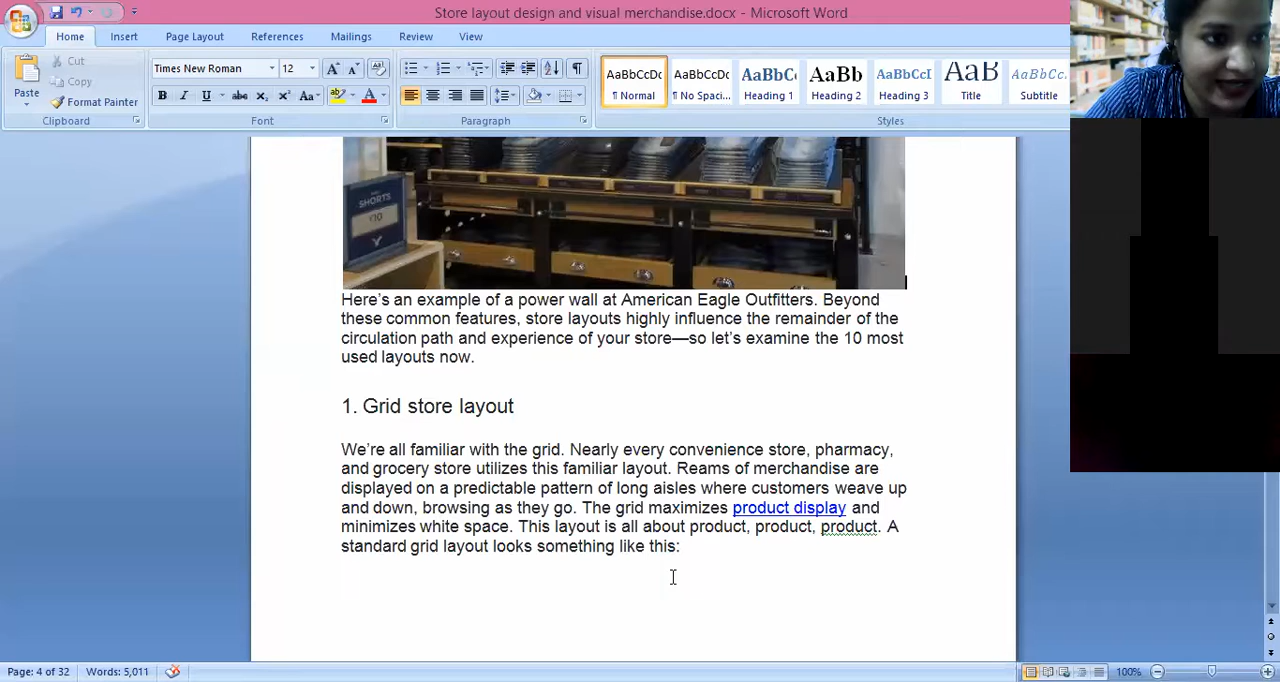 Store layout design and visual merchandise.docx - Microsoft Word
Home Insert Page Layout References Mailings Review View
Paste
Cut
Copy
Format Painter
Clipboard
Times New Roman 12
Font
Paragraph
AaBbCcDc AaBbCcDc AaBbC AaBb AaBbCcI AaB AaBbCc.
¶ Normal ¶ No Spaci... Heading 1 Heading 2 Heading 3 Title Subtitle
Styles
SHORTS
Here's an example of a power wall at American Eagle Outfitters. Beyond
these common features, store layouts highly influence the remainder of the
circulation path and experience of your store—so let's examine the 10 most
used layouts now.
1. Grid store layout
We're all familiar with the grid. Nearly every convenience store, pharmacy,
and grocery store utilizes this familiar layout. Reams of merchandise are
displayed on a predictable pattern of long aisles where customers weave up
and down, browsing as they go. The grid maximizes product display and
minimizes white space. This layout is all about product, product, product. A
standard grid layout looks something like this:
Page: 4 of 32 Words: 5,011 100%